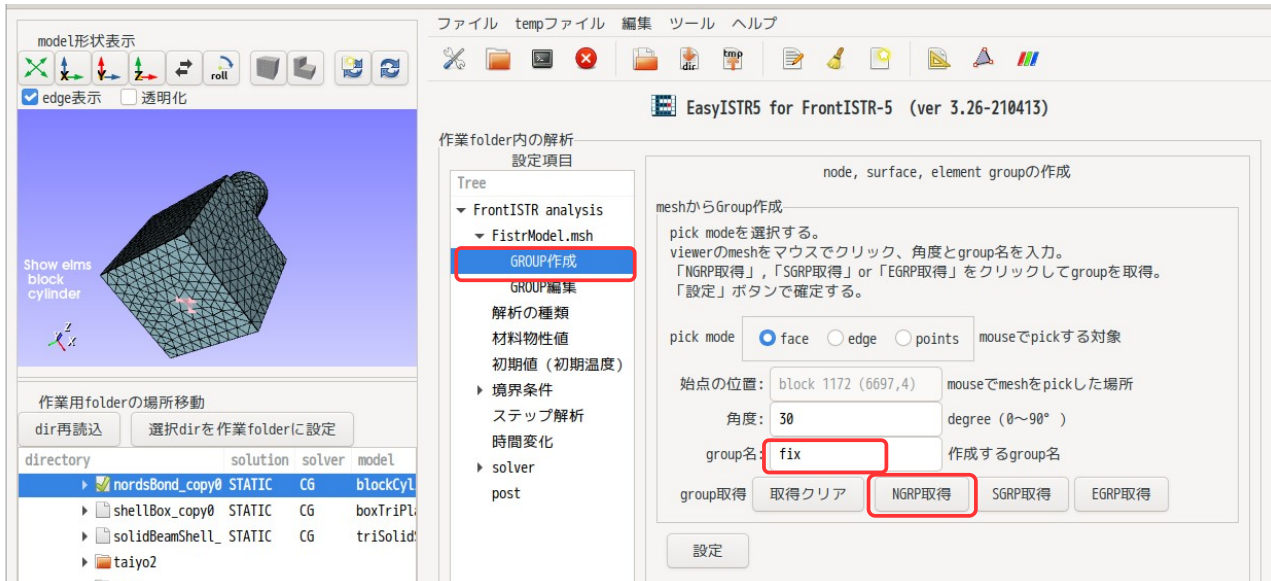 model形状表示
roll
edge表示 透明化
Show elms
block
cylinder
作業用folderの場所移動
dir再読込 選択dirを作業folderに設定
directory solution solver model
nordsBond_copy0 STATIC CG blockCyl
shellBox_copy0 STATIC CG boxTriPla
solidBeamShell_ STATIC CG triSolid
taiyo2
ファイル tempファイル 編集 ツール ヘルプ
dir tmp
EasyISTR5 for FrontISTR-5 (ver 3.26-210413)
作業folder内の解析
設定項目
Tree
FrontISTR analysis
FistrModel.msh
GROUP作成
GROUP編集
解析の種類
材料物性値
初期値（初期温度）
境界条件
ステップ解析
時間変化
solver
post
node, surface, element groupの作成
meshからGroup作成
pick modeを選択する。
viewerのmeshをマウスでクリック、角度とgroup名を入力。
「NGRP取得」,「SGRP取得」or「EGRP取得」をクリックしてgroupを取得。
「設定」ボタンで確定する。
pick mode face edge points mouseでpickする対象
始点の位置: block 1172 (6697,4) mouseでmeshをpickした場所
角度: 30 degree (0～90° )
group名: fix 作成するgroup名
group取得 取得クリア NGRP取得 SGRP取得 EGRP取得
設定